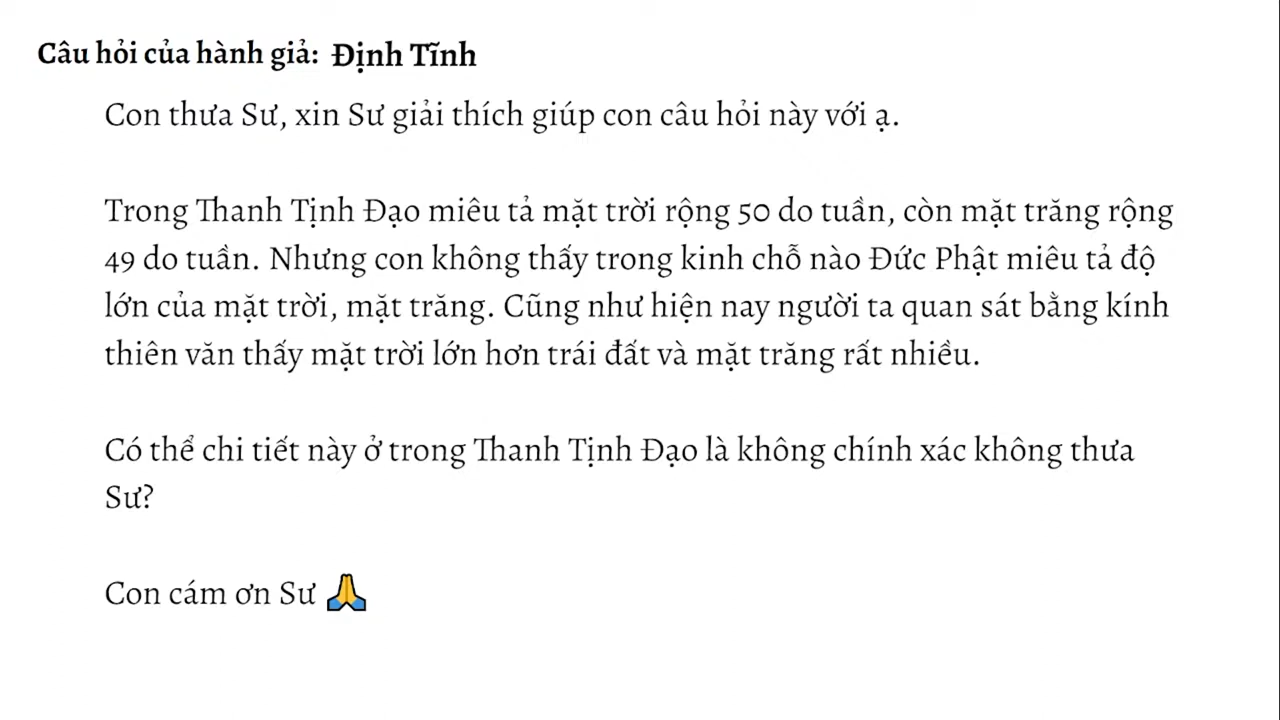 Câu hỏi của hành giả: Định Tĩnh
Con thưa Sư, xin Sư giải thích giúp con câu hỏi này với ạ.
Trong Thanh Tịnh Đạo miêu tả mặt trời rộng 50 do tuần, còn mặt trăng rộng
49 do tuần. Nhưng con không thấy trong kinh chỗ nào Đức Phật miêu tả độ
lớn của mặt trời, mặt trăng. Cũng như hiện nay người ta quan sát bằng kính
thiên văn thấy mặt trời lớn hơn trái đất và mặt trăng rất nhiều.
Có thể chi tiết này ở trong Thanh Tịnh Đạo là không chính xác không thưa
Sư?
Con cám ơn Sư 🙏